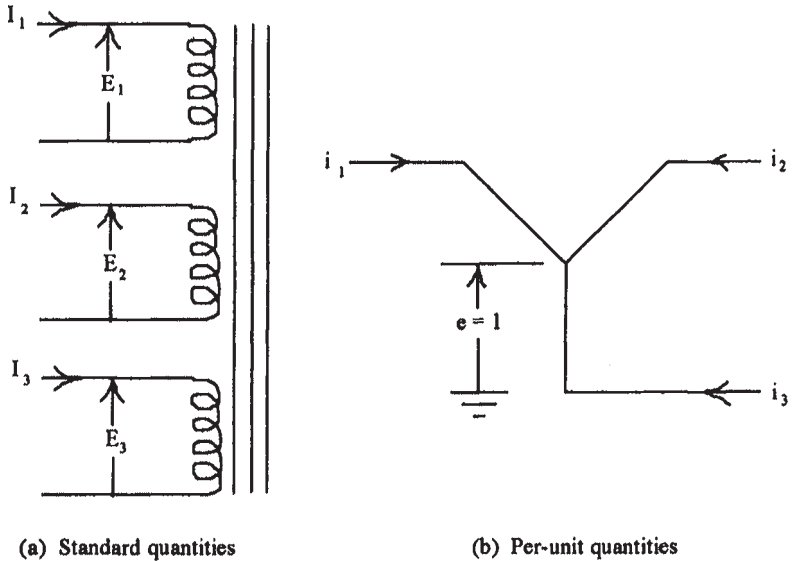 I₁
E₁
I₂
E₂
I₃
E₃
i₁
i₂
e = 1
i₃
(a) Standard quantities
(b) Per-unit quantities